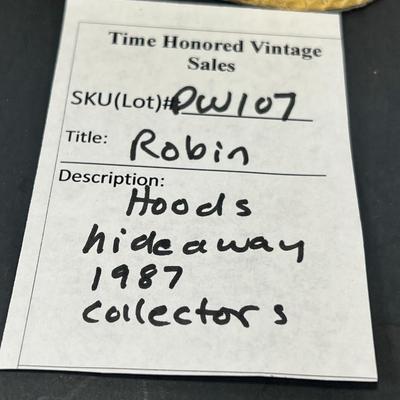 Time Honored Vintage
Sales
SKU(Lot)# DW107
Title: Robin
Description:
Hoods
hideaway
1987
collectors